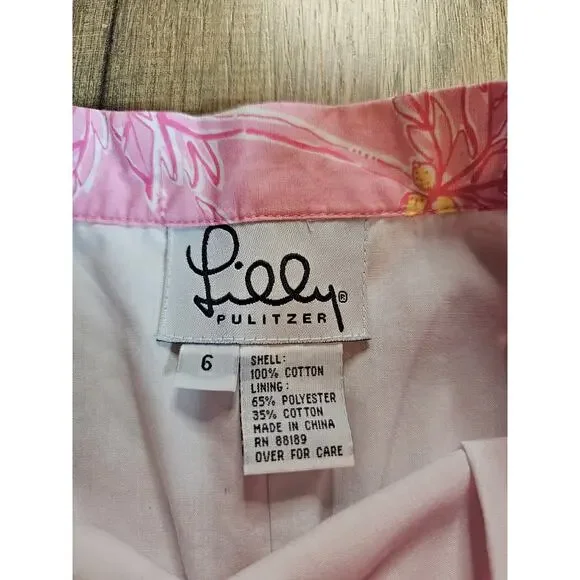 Lilly®
PULITZER
6
SHELL:
100% COTTON
LINING:
65% POLYESTER
35% COTTON
MADE IN CHINA
RN 88189
OVER FOR CARE